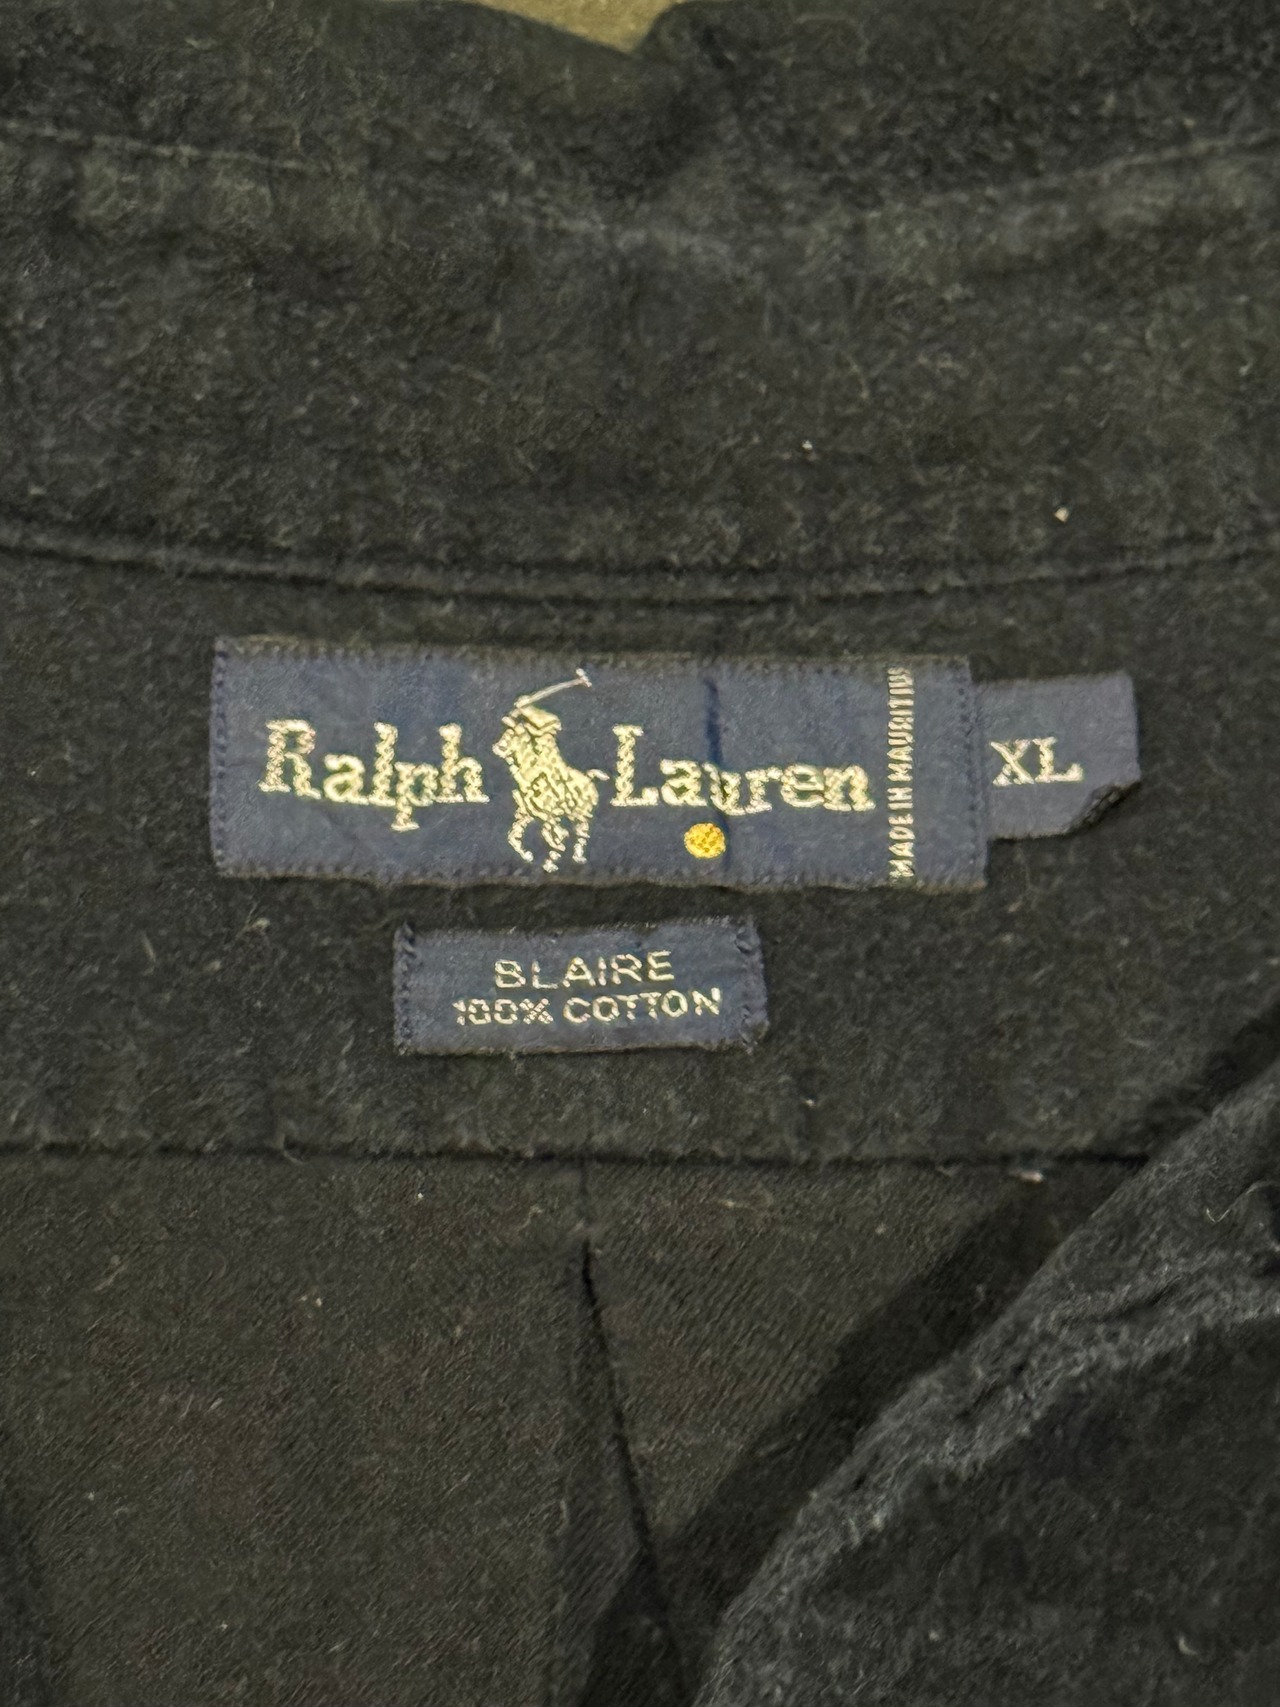 Ralph Lauren
MADE IN MAURITIUS
XL
BLAIRE
100% COTTON